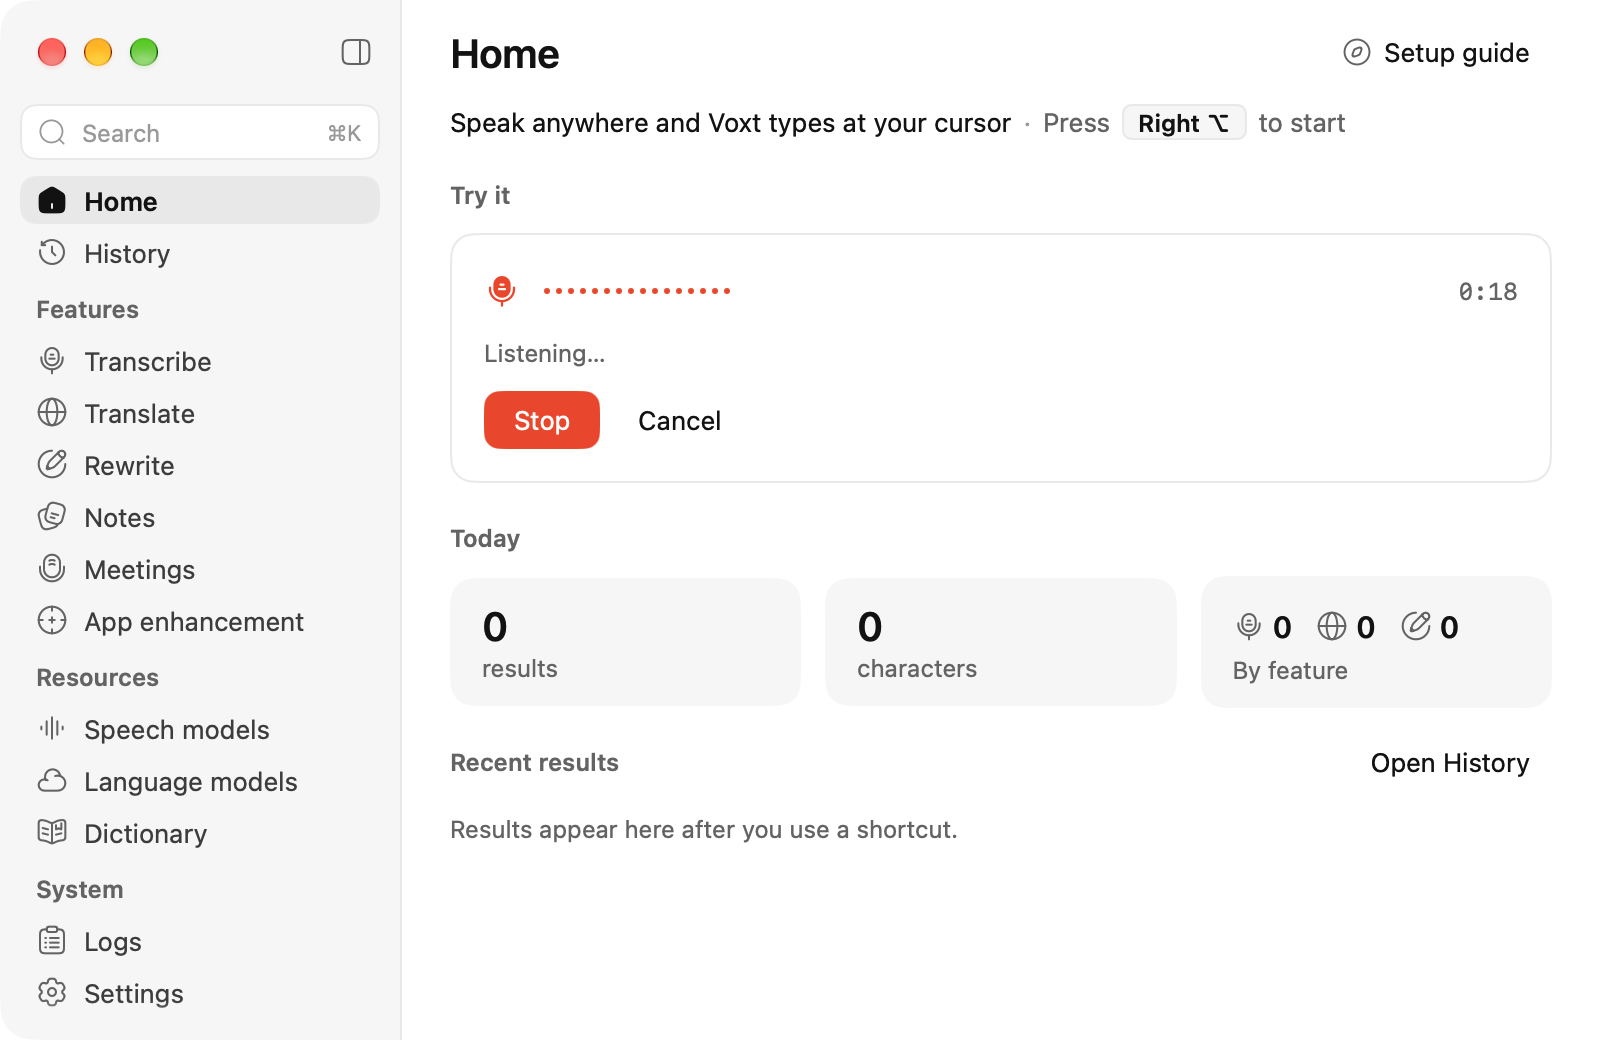 Search ⌘K
Home
History
Features
Transcribe
Translate
Rewrite
Notes
Meetings
App enhancement
Resources
Speech models
Language models
Dictionary
System
Logs
Settings
Home
Setup guide
Speak anywhere and Voxt types at your cursor · Press Right ⌥ to start
Try it
0:18
Listening...
Stop Cancel
Today
0
results
0
characters
0 0 0
By feature
Recent results
Open History
Results appear here after you use a shortcut.